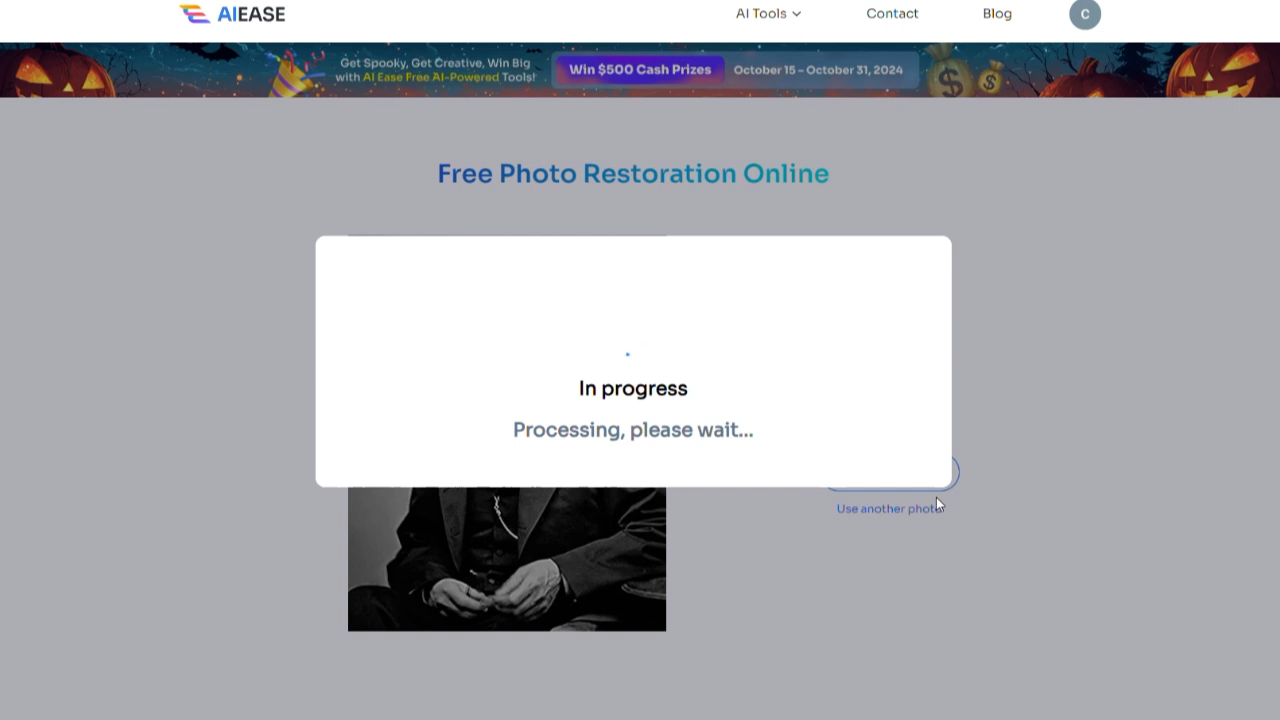 AIEASE
AI Tools
Contact
Blog
C
Get Spooky, Get Creative, Win Big
with AI Ease Free AI-Powered Tools!
Win $500 Cash Prizes
October 15 - October 31, 2024
$
$
Free Photo Restoration Online
In progress
Processing, please wait...
Use another photo